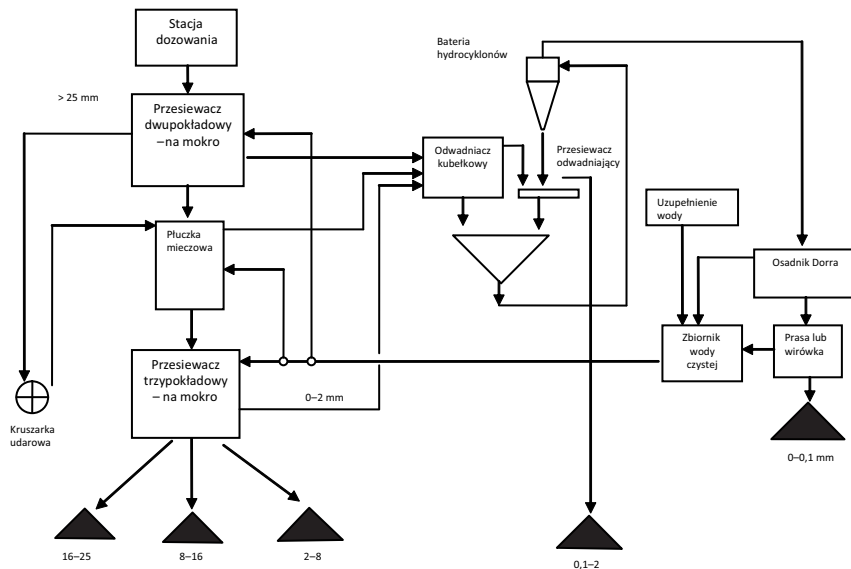 Stacja
dozowania
> 25 mm
Przesiewacz
dwupokładowy
–na mokro
Płuczka
mieczowa
Przesiewacz
trzypokładowy
– na mokro
Kruszarka
udarowa
0–2 mm
16–25
8–16
2–8
Bateria
hydrocyklonów
Odwadniacz
kubełkowy
Przesiewacz
odwadniający
0,1–2
Uzupełnienie
wody
Osadnik Dorra
Zbiornik
wody
czystej
Prasa lub
wirówka
0–0,1 mm